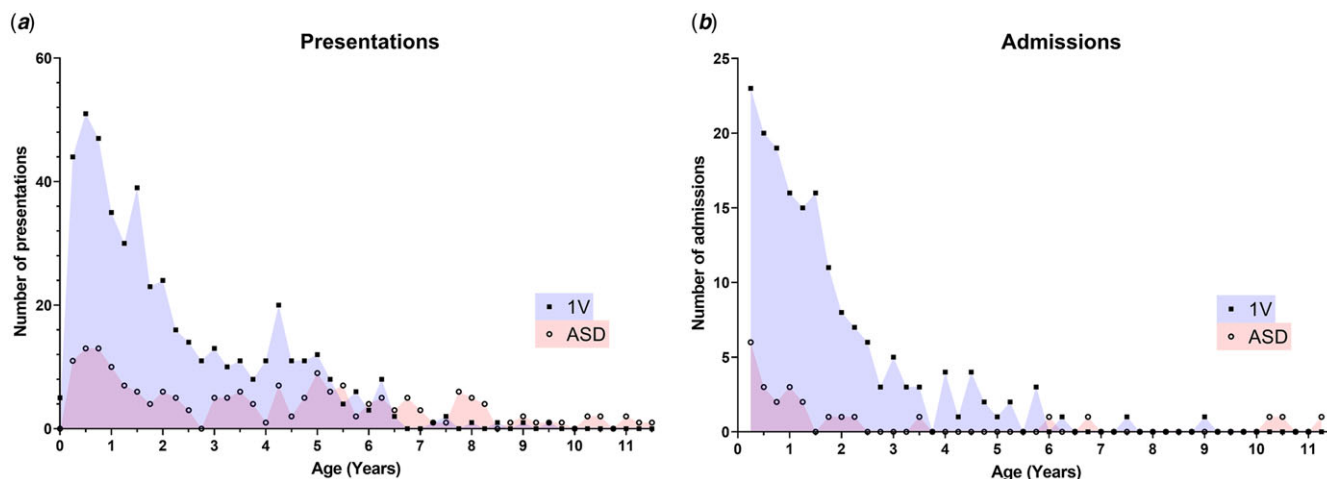 (a)
Presentations
Number of presentations
60
40
20
0
0 1 2 3 4 5 6 7 8 9 10 11
Age (Years)
1V
ASD
(b)
Admissions
Number of admissions
25
20
15
10
5
0
0 1 2 3 4 5 6 7 8 9 10 11
Age (Years)
1V
ASD